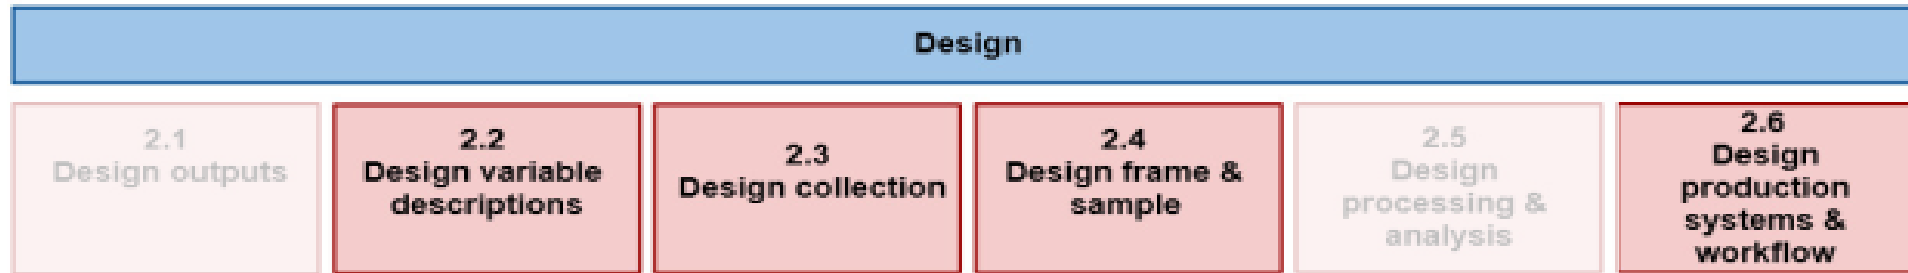 Design
2.1
Design outputs
2.2
Design variable
descriptions
2.3
Design collection
2.4
Design frame &
sample
2.5
Design
processing &
analysis
2.6
Design
production
systems &
workflow